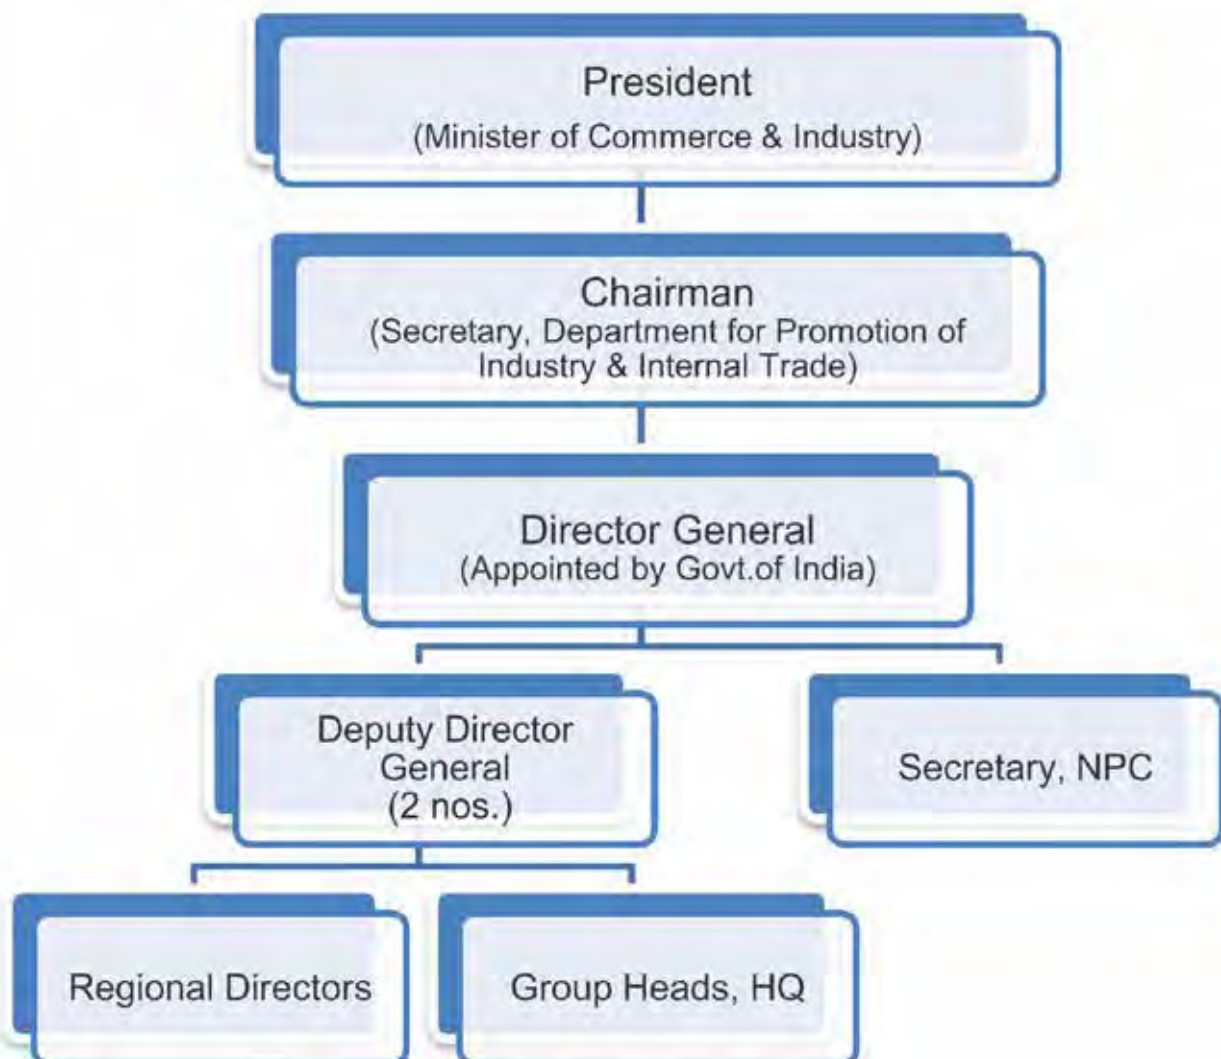 President
(Minister of Commerce & Industry)
Chairman
(Secretary, Department for Promotion of
Industry & Internal Trade)
Director General
(Appointed by Govt.of India)
Deputy Director
General
(2 nos.)
Secretary, NPC
Regional Directors
Group Heads, HQ